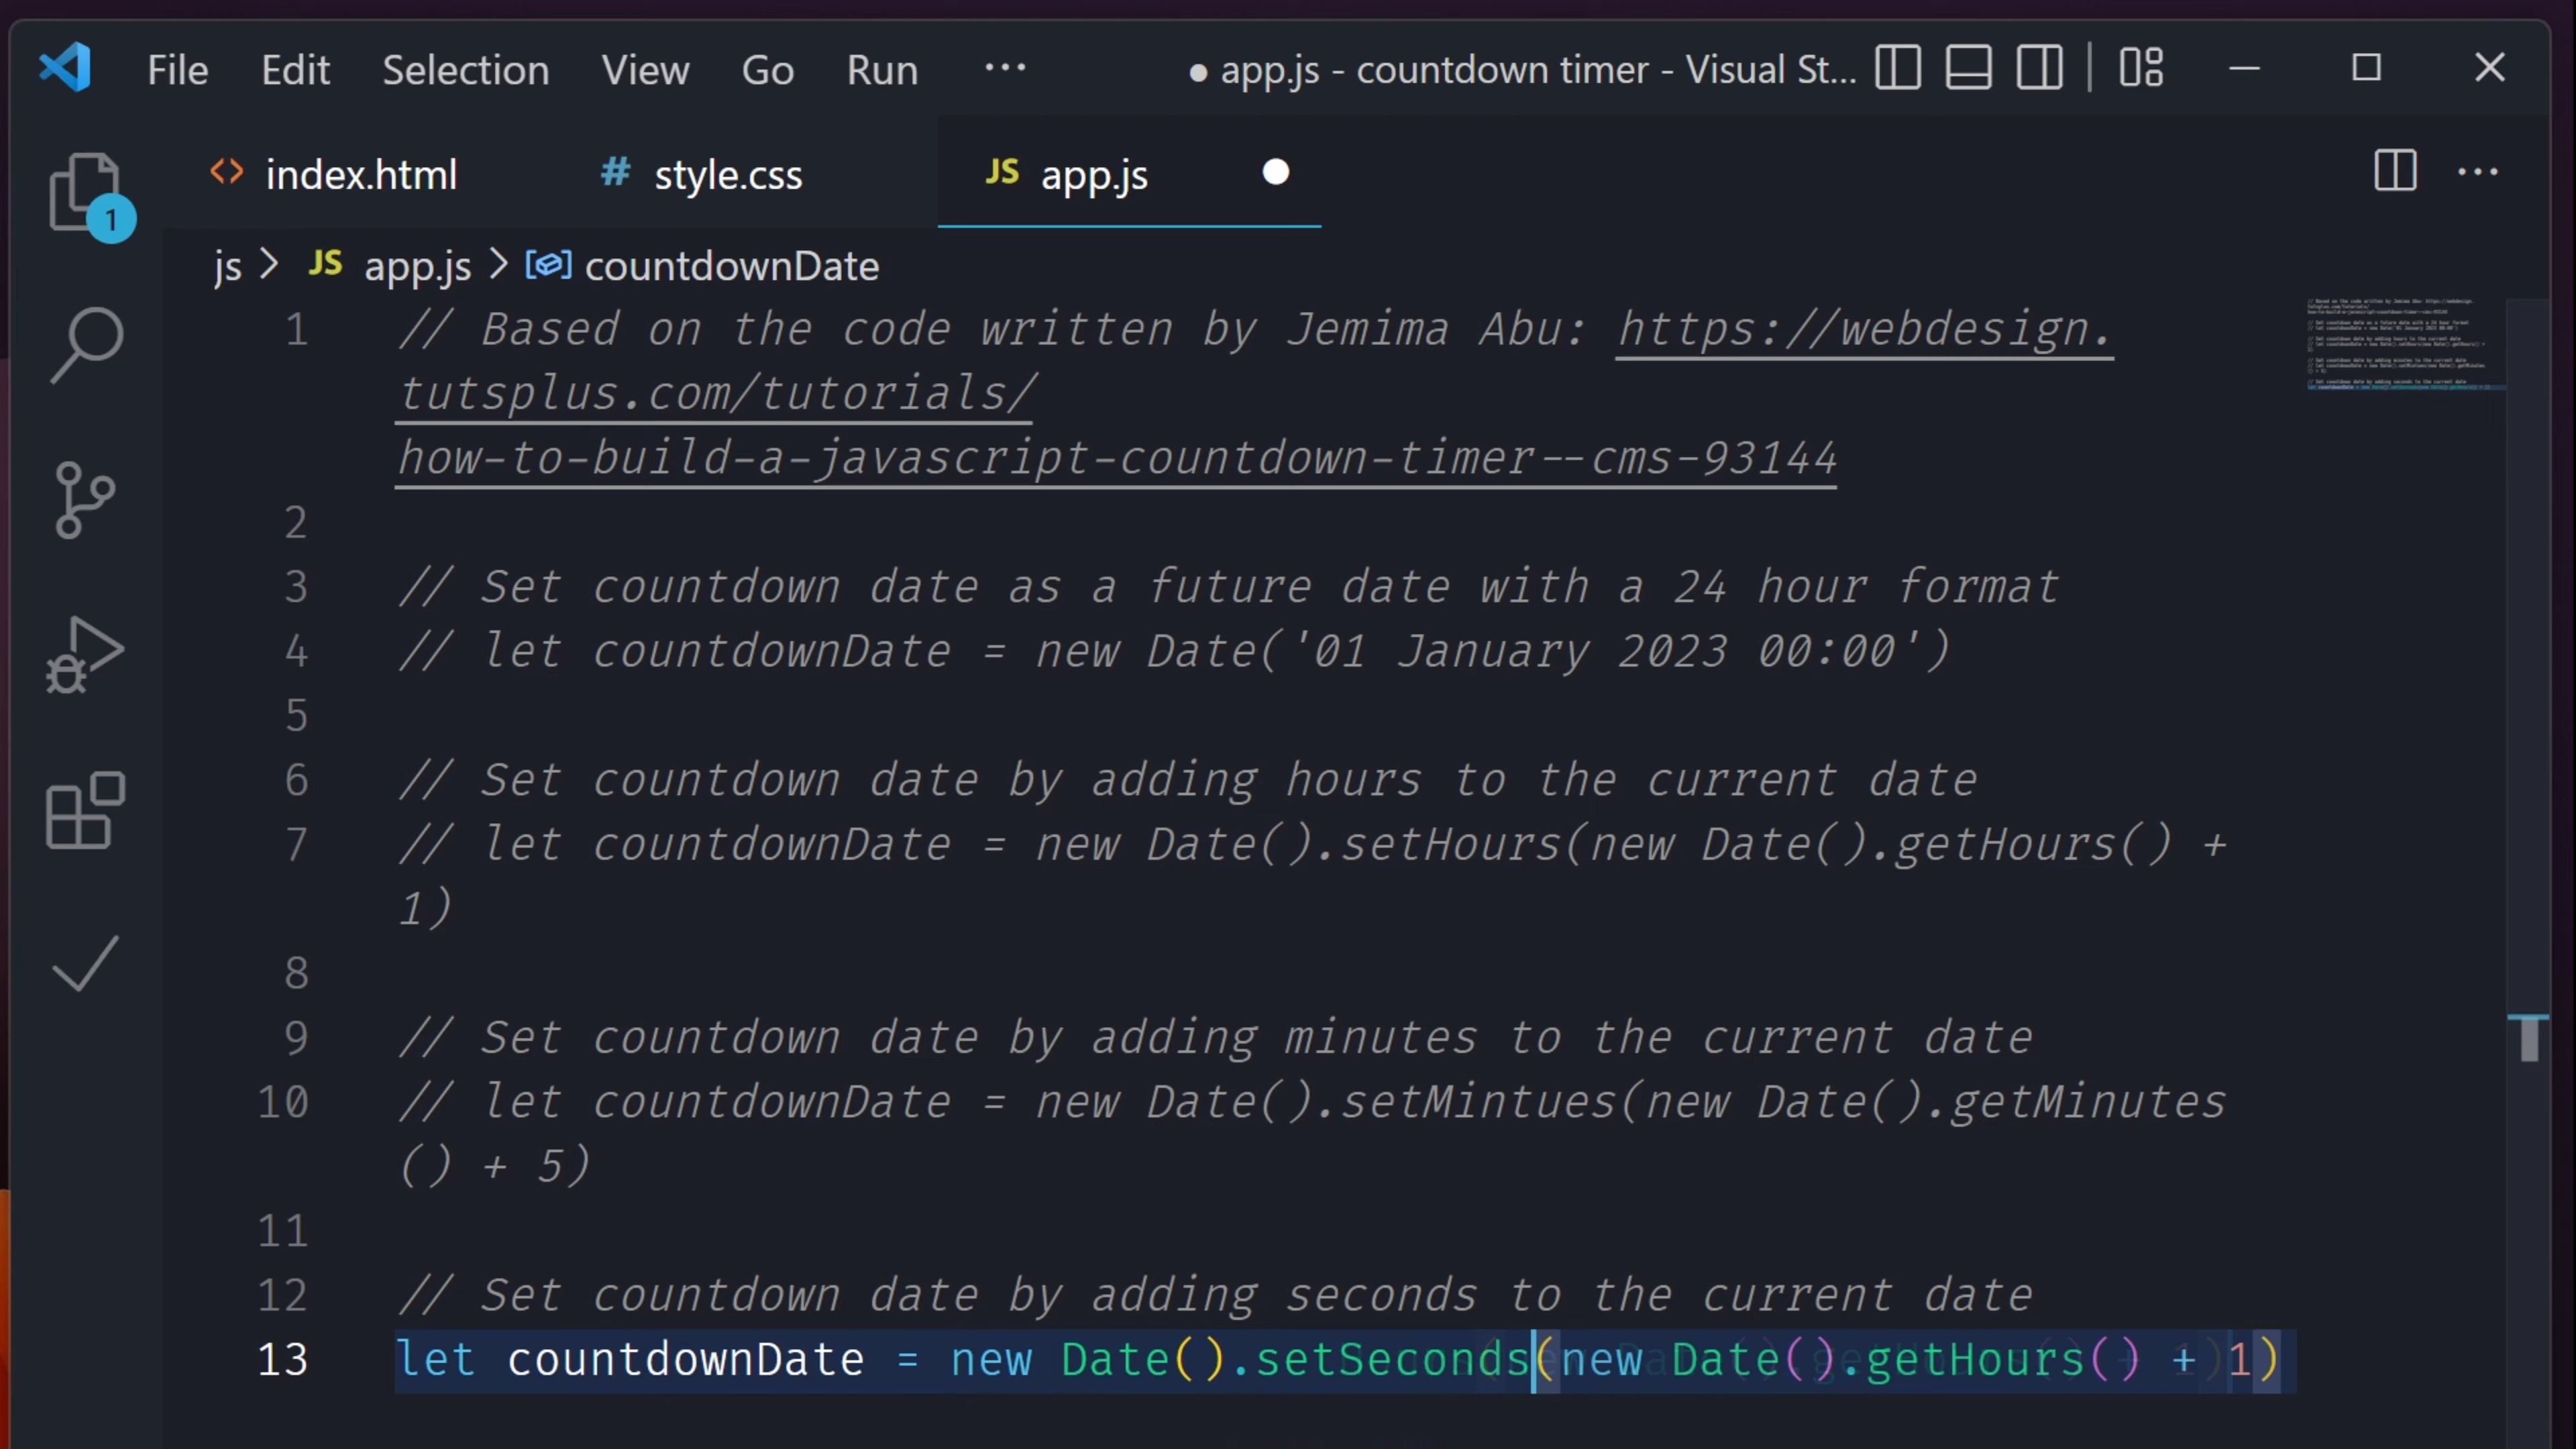 File Edit Selection View Go Run ... ● app.js - countdown timer - Visual St...
index.html # style.css JS app.js
1
js > JS app.js > countdownDate
1 // Based on the code written by Jemima Abu: https://webdesign.
tutsplus.com/tutorials/
how-to-build-a-javascript-countdown-timer--cms-93144
2
3 // Set countdown date as a future date with a 24 hour format
4 // let countdownDate = new Date('01 January 2023 00:00')
5
6 // Set countdown date by adding hours to the current date
7 // let countdownDate = new Date().setHours(new Date().getHours() +
1)
8
9 // Set countdown date by adding minutes to the current date
10 // let countdownDate = new Date().setMintues(new Date().getMinutes
() + 5)
11
12 // Set countdown date by adding seconds to the current date
13 let countdownDate = new Date().setSeconds(new Date().getHours() + 1)